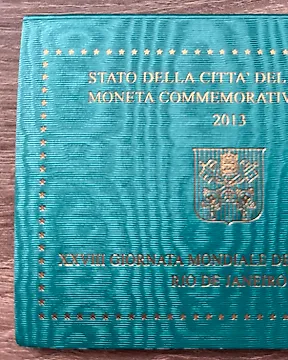 STATO DELLA CITTA' DEL
MONETA COMMEMORATIV
2013
XXVIII GIORNATA MONDIALE DE
RIO DE JANEIRO